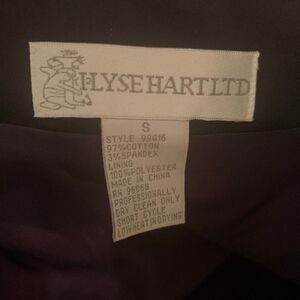 ILYSE HART LTD
S
STYLE 99016
97%COTTON
3%SPANDEX
LINING
100%POLYESTER
MADE IN CHINA
RN 96868
PROFESSIONALLY
DRY CLEAN ONLY
SHORT CYCLE
LOW HEAT IN DRYING